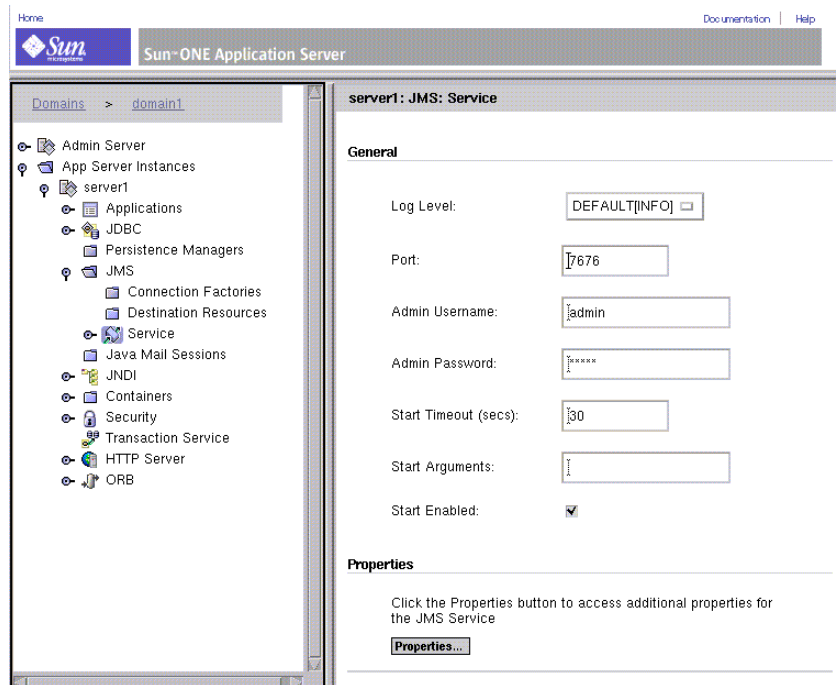 Home
Documentation | Help
Sun
microsystems
Sun™ ONE Application Server
Domains > domain1
Admin Server
App Server Instances
server1
Applications
JDBC
Persistence Managers
JMS
Connection Factories
Destination Resources
Service
Java Mail Sessions
JNDI
Containers
Security
Transaction Service
HTTP Server
ORB
server1: JMS: Service
General
Log Level: DEFAULT[INFO]
Port: 7676
Admin Username: admin
Admin Password: *****
Start Timeout (secs): 30
Start Arguments:
Start Enabled:
Properties
Click the Properties button to access additional properties for
the JMS Service
Properties...